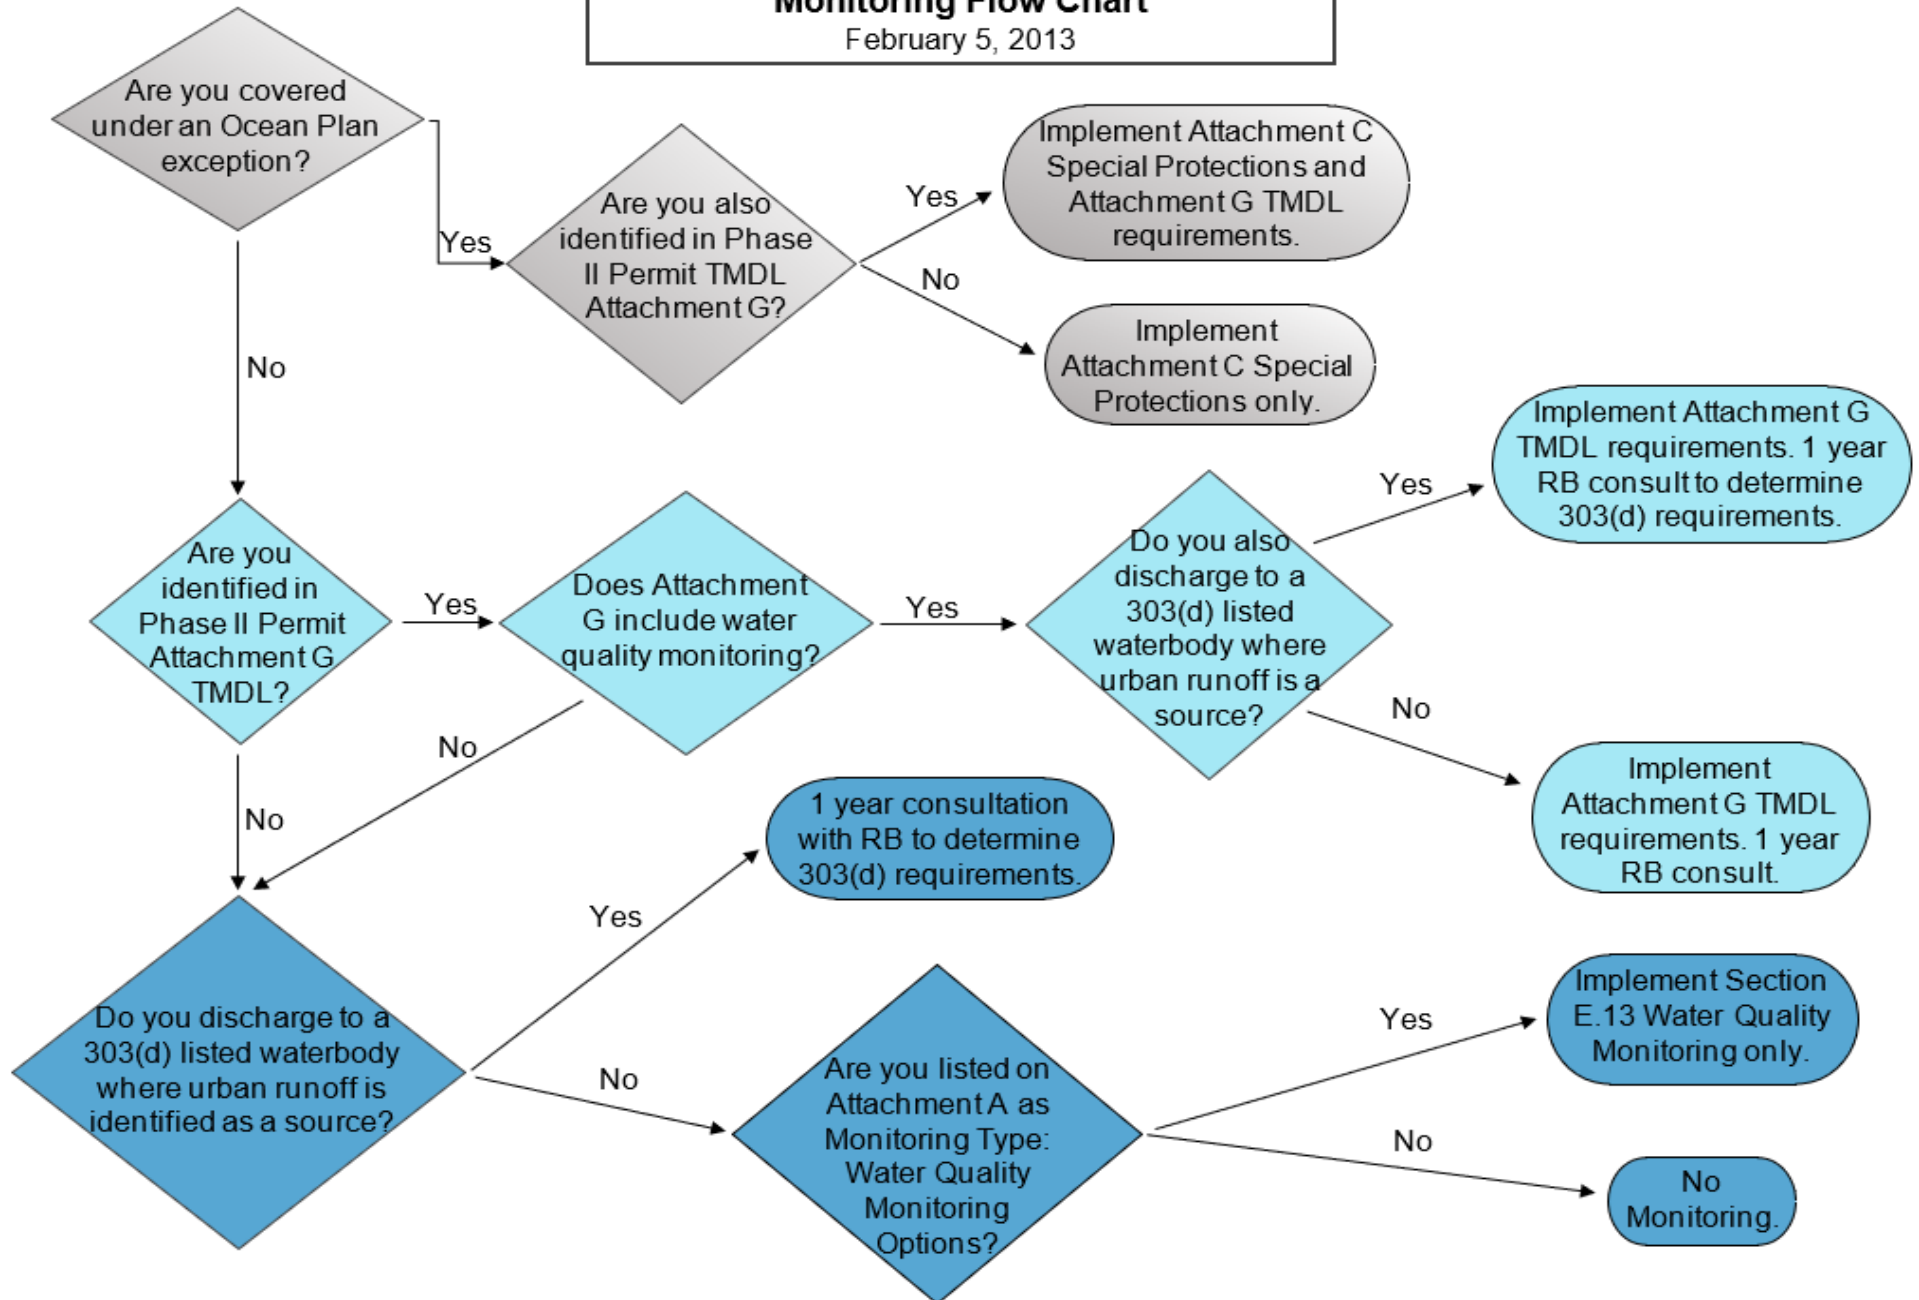 Monitoring Flow Chart
February 5, 2013
Are you covered
under an Ocean Plan
exception?
Yes
No
Are you also
identified in Phase
II Permit TMDL
Attachment G?
Yes
No
Implement Attachment C
Special Protections and
Attachment G TMDL
requirements.
Implement
Attachment C Special
Protections only.
Are you
identified in
Phase II Permit
Attachment G
TMDL?
Yes
No
Does Attachment
G include water
quality monitoring?
Yes
No
Do you also
discharge to a
303(d) listed
waterbody where
urban runoff is a
source?
Yes
No
Implement Attachment G
TMDL requirements. 1 year
RB consult to determine
303(d) requirements.
Implement
Attachment G TMDL
requirements. 1 year
RB consult.
Do you discharge to a
303(d) listed waterbody
where urban runoff is
identified as a source?
Yes
No
1 year consultation
with RB to determine
303(d) requirements.
Are you listed on
Attachment A as
Monitoring Type:
Water Quality
Monitoring
Options?
Yes
No
Implement Section
E.13 Water Quality
Monitoring only.
No
Monitoring.